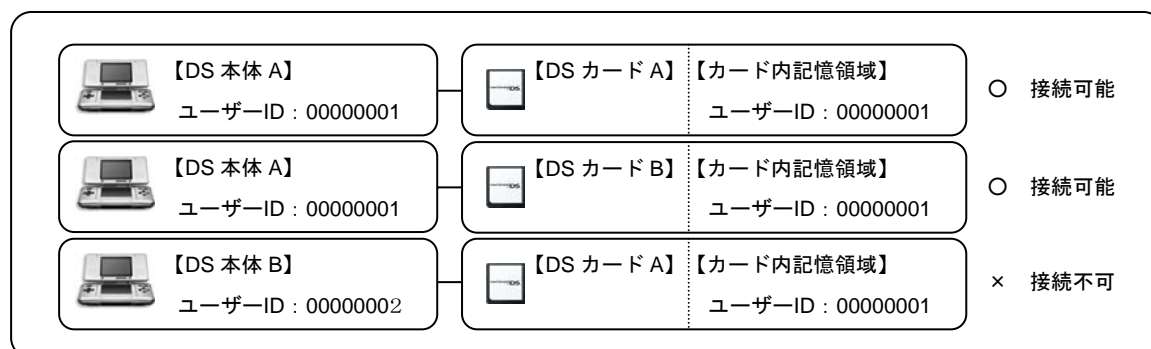 【DS 本体 A】 【DS カード A】 【カード内記憶領域】
ユーザーID：00000001 ユーザーID：00000001 ○ 接続可能
【DS 本体 A】 【DS カード B】 【カード内記憶領域】
ユーザーID：00000001 ユーザーID：00000001 ○ 接続可能
【DS 本体 B】 【DS カード A】 【カード内記憶領域】
ユーザーID：00000002 ユーザーID：00000001 × 接続不可